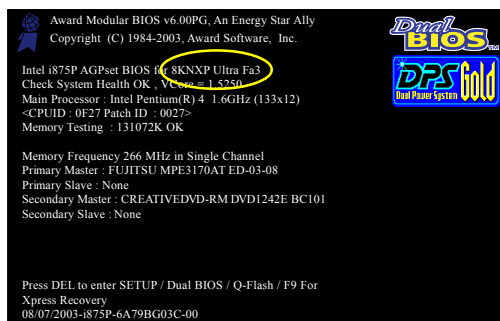 Award Modular BIOS v6.00PG, An Energy Star Ally
Copyright (C) 1984-2003, Award Software, Inc.
Dual
BIOS TM
Intel i875P AGPset BIOS for 8KNXP Ultra Fa3
Check System Health OK , VCore = 1.5250
Main Processor : Intel Pentium(R) 4 1.6GHz (133x12)
<CPUID : 0F27 Patch ID : 0027>
Memory Testing : 131072K OK
DPS Gold
Dual Power System
Memory Frequency 266 MHz in Single Channel
Primary Master : FUJITSU MPE3170AT ED-03-08
Primary Slave : None
Secondary Master : CREATIVEDVD-RM DVD1242E BC101
Secondary Slave : None
Press DEL to enter SETUP / Dual BIOS / Q-Flash / F9 For
Xpress Recovery
08/07/2003-i875P-6A79BG03C-00